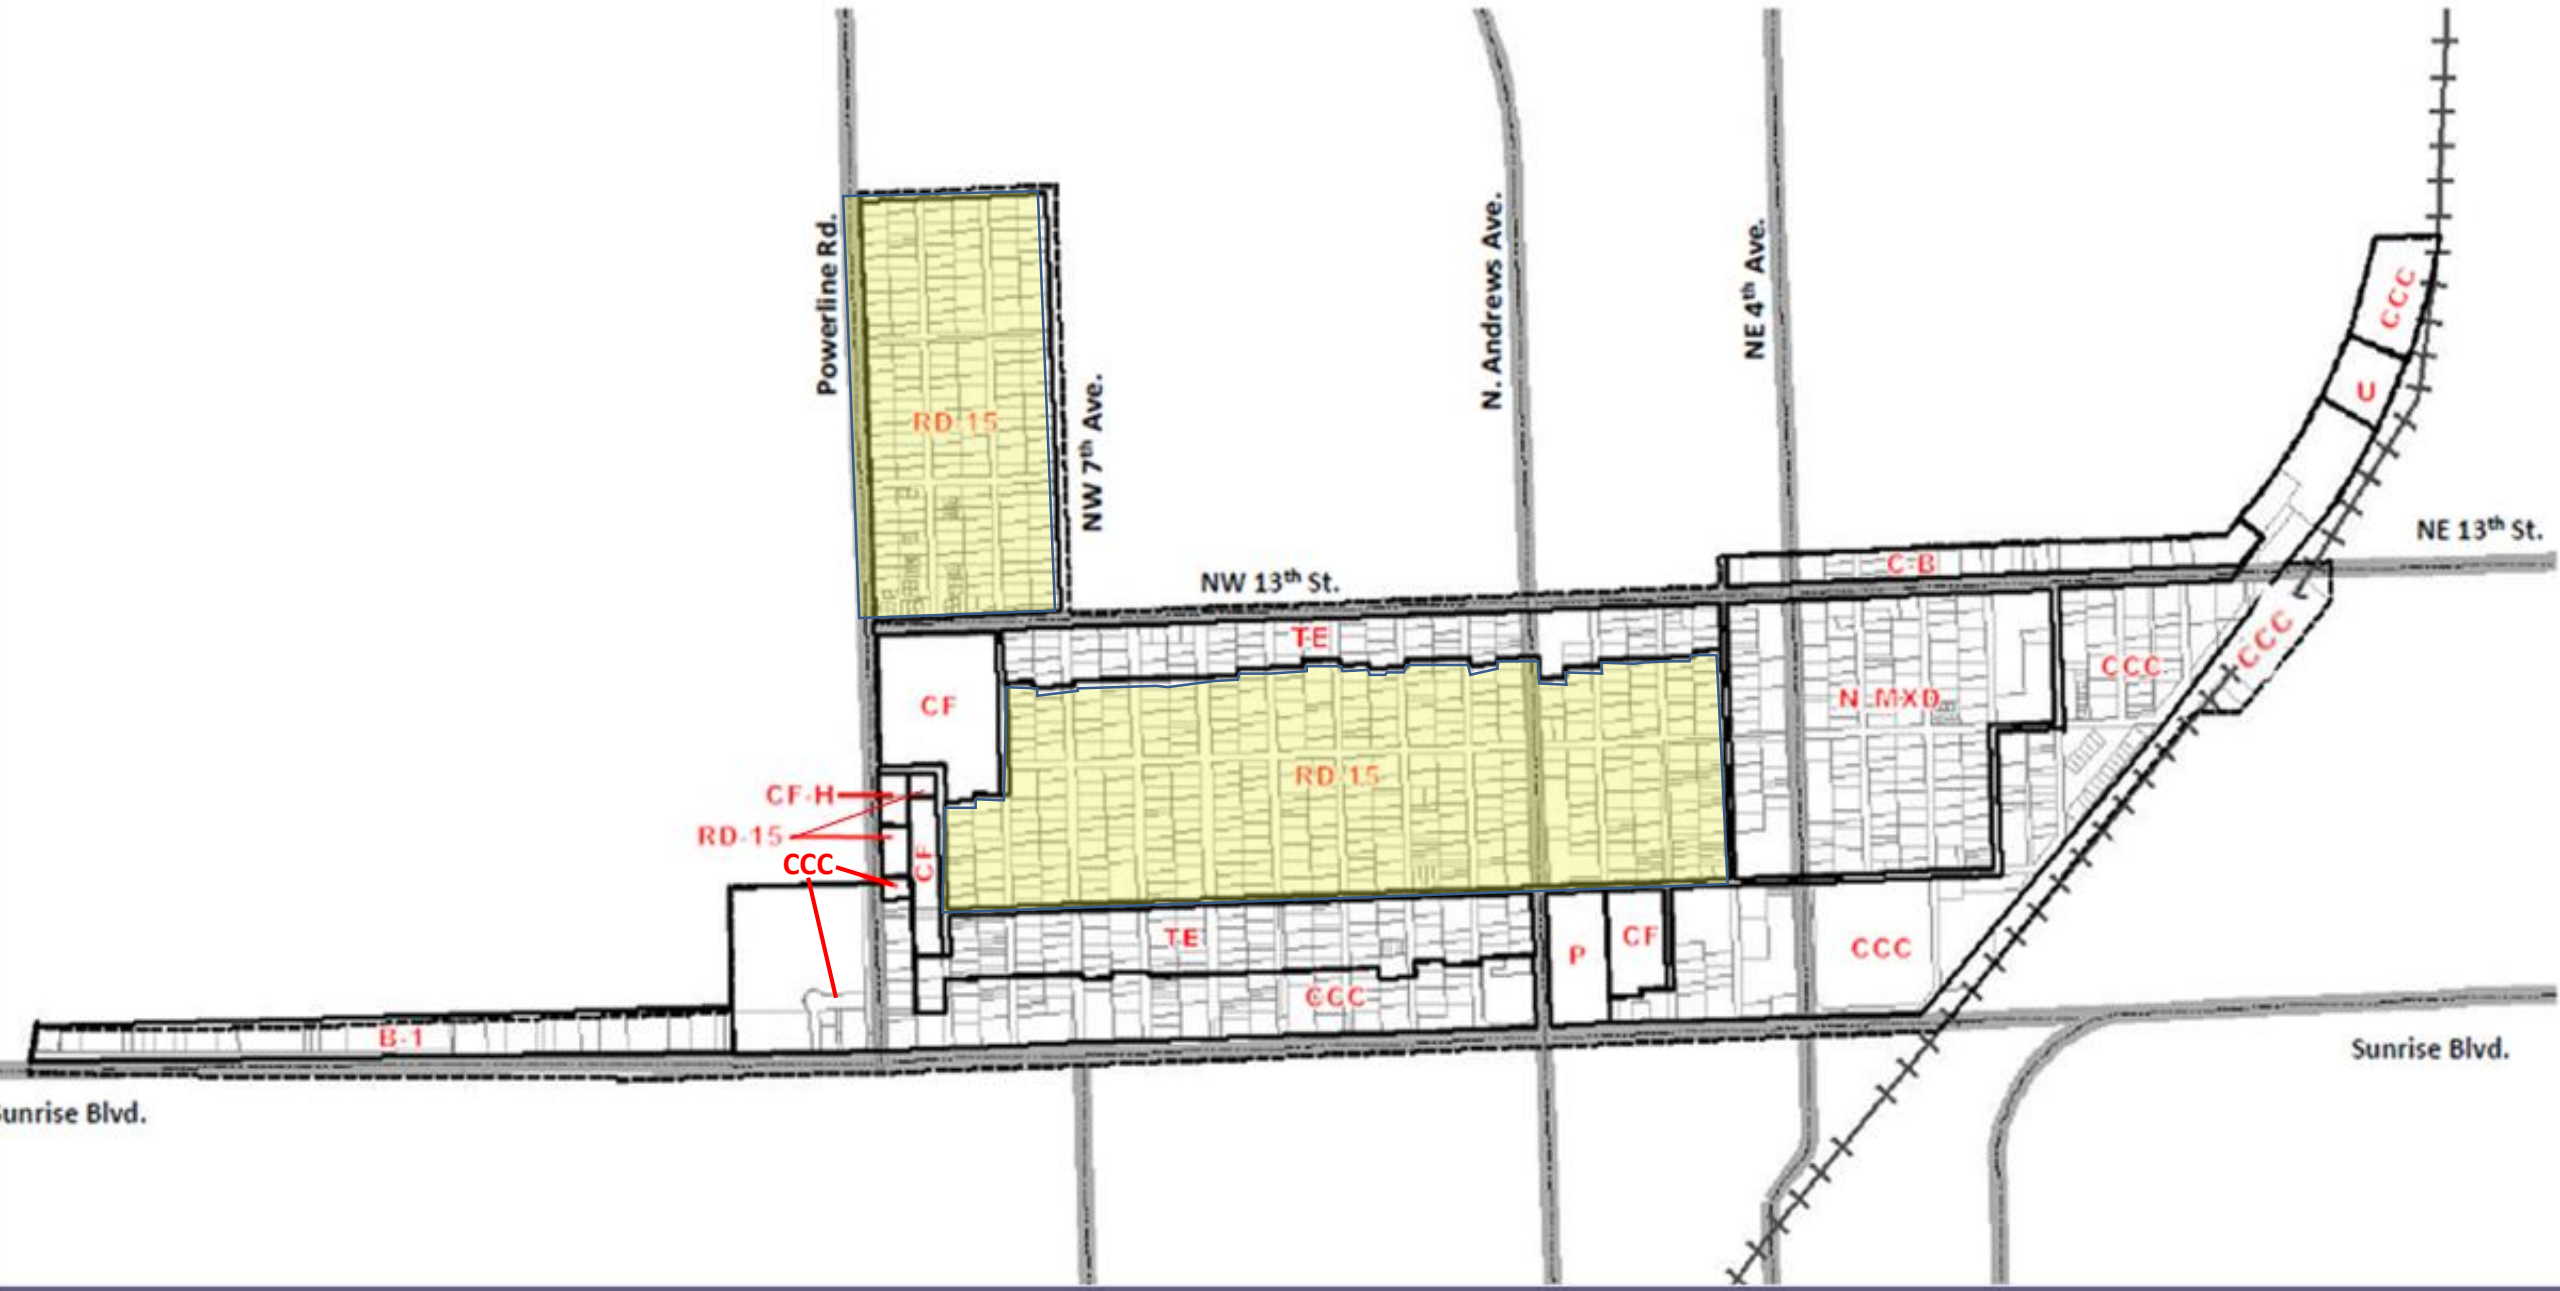 Powerline Rd.
N. Andrews Ave.
NE 4th Ave.
CCC
U
RD-15
NW 7th Ave.
NE 13th St.
NW 13th St.
C-B
TE
CCC
CCC
N MXD
CF
RD-15
CF-H
RD-15
CCC
CF
TE
P
CF
CCC
CCC
B-1
Sunrise Blvd.
Sunrise Blvd.